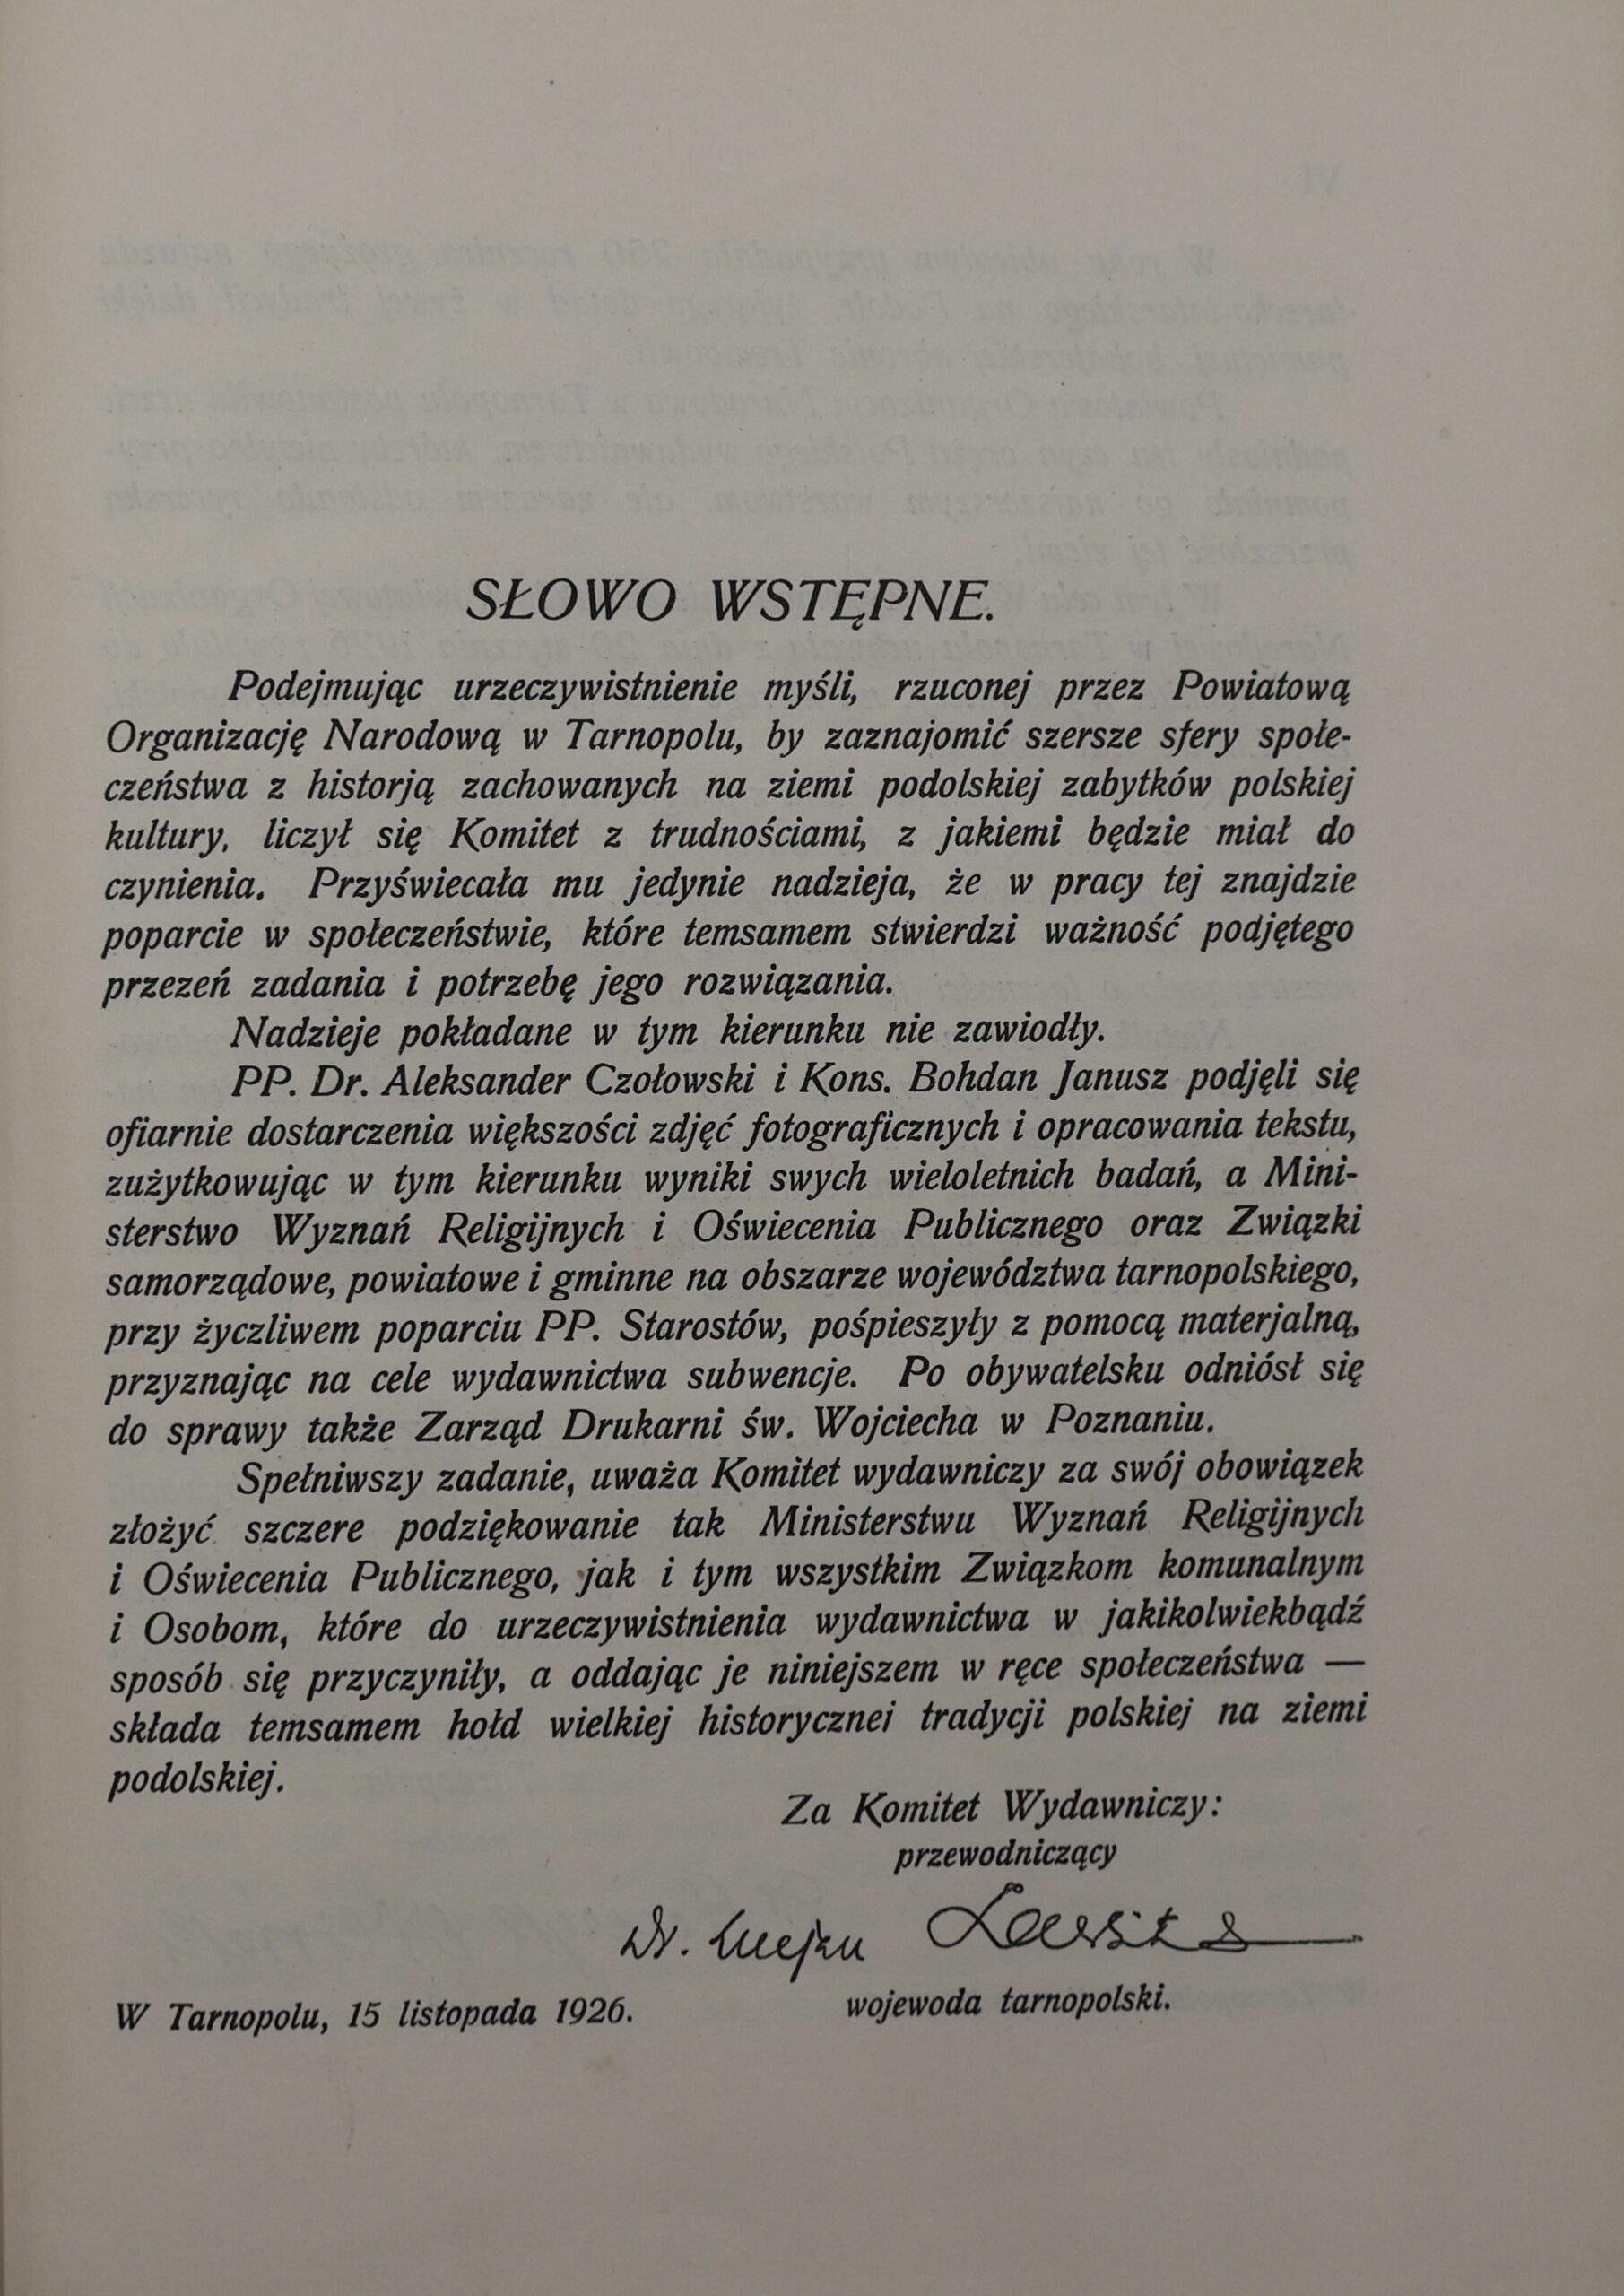 SŁOWO WSTĘPNE.
Podejmując urzeczywistnienie myśli, rzuconej przez Powiatową
Organizację Narodową w Tarnopolu, by zaznajomić szersze sfery społe-
czeństwa z historją zachowanych na ziemi podolskiej zabytków polskiej
kultury, liczył się Komitet z trudnościami, z jakiemi będzie miał do
czynienia. Przyświecała mu jedynie nadzieja, że w pracy tej znajdzie
poparcie w społeczeństwie, które temsamem stwierdzi ważność podjętego
przezeń zadania i potrzebę jego rozwiązania.
Nadzieje pokładane w tym kierunku nie zawiodły.
PP. Dr. Aleksander Czołowski i Kons. Bohdan Janusz podjęli się
ofiarnie dostarczenia większości zdjęć fotograficznych i opracowania tekstu,
zużytkowując w tym kierunku wyniki swych wieloletnich badań, a Mini-
sterstwo Wyznań Religijnych i Oświecenia Publicznego oraz Związki
samorządowe, powiatowe i gminne na obszarze województwa tarnopolskiego,
przy życzliwem poparciu PP. Starostów, pośpieszyły z pomocą materjalną,
przyznając na cele wydawnictwa subwencje. Po obywatelsku odniósł się
do sprawy także Zarząd Drukarni św. Wojciecha w Poznaniu.
Spełniwszy zadanie, uważa Komitet wydawniczy za swój obowiązek
złożyć szczere podziękowanie tak Ministerstwu Wyznań Religijnych
i Oświecenia Publicznego, jak i tym wszystkim Związkom komunalnym
i Osobom, które do urzeczywistnienia wydawnictwa w jakikolwiekbądź
sposób się przyczyniły, a oddając je niniejszem w ręce społeczeństwa —
składa temsamem hołd wielkiej historycznej tradycji polskiej na ziemi
podolskiej.
Za Komitet Wydawniczy:
przewodniczący
Dr.
wojewoda tarnopolski.
W Tarnopolu, 15 listopada 1926.